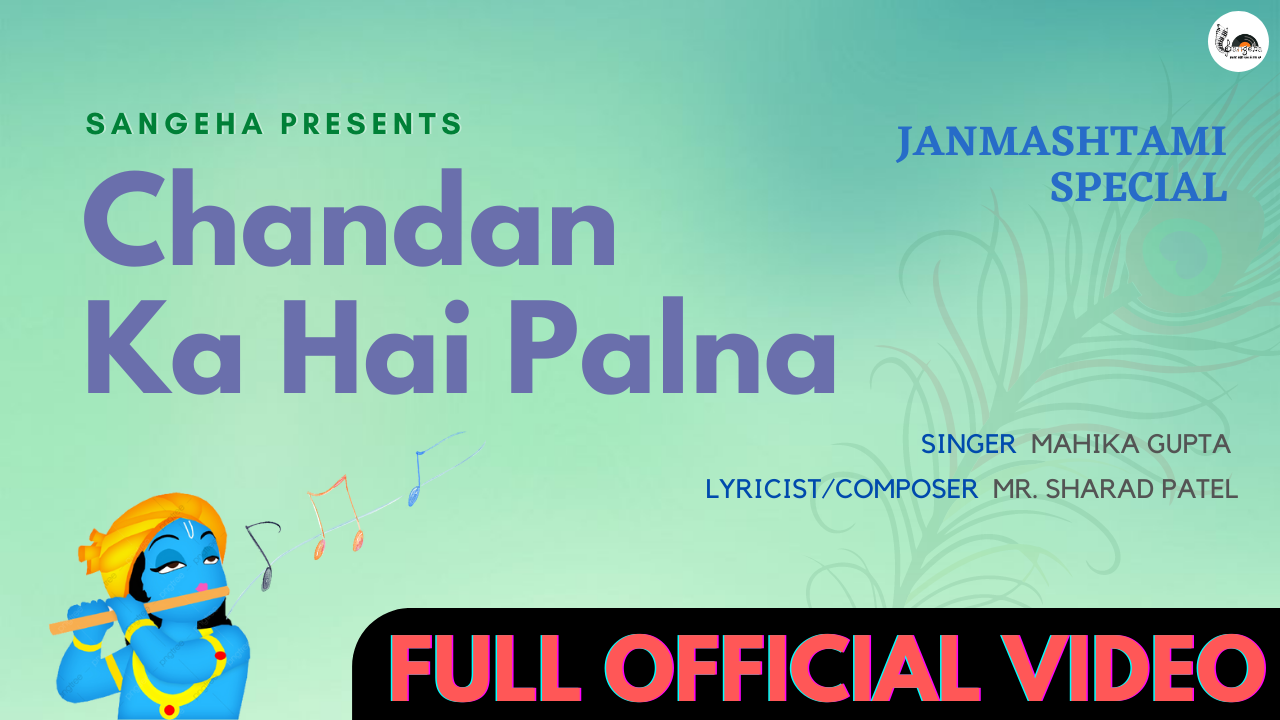 SANGEHA PRESENTS
Chandan
Ka Hai Palna
JANMASHTAMI
SPECIAL
SINGER MAHIKA GUPTA
LYRICIST/COMPOSER MR. SHARAD PATEL
FULL OFFICIAL VIDEO